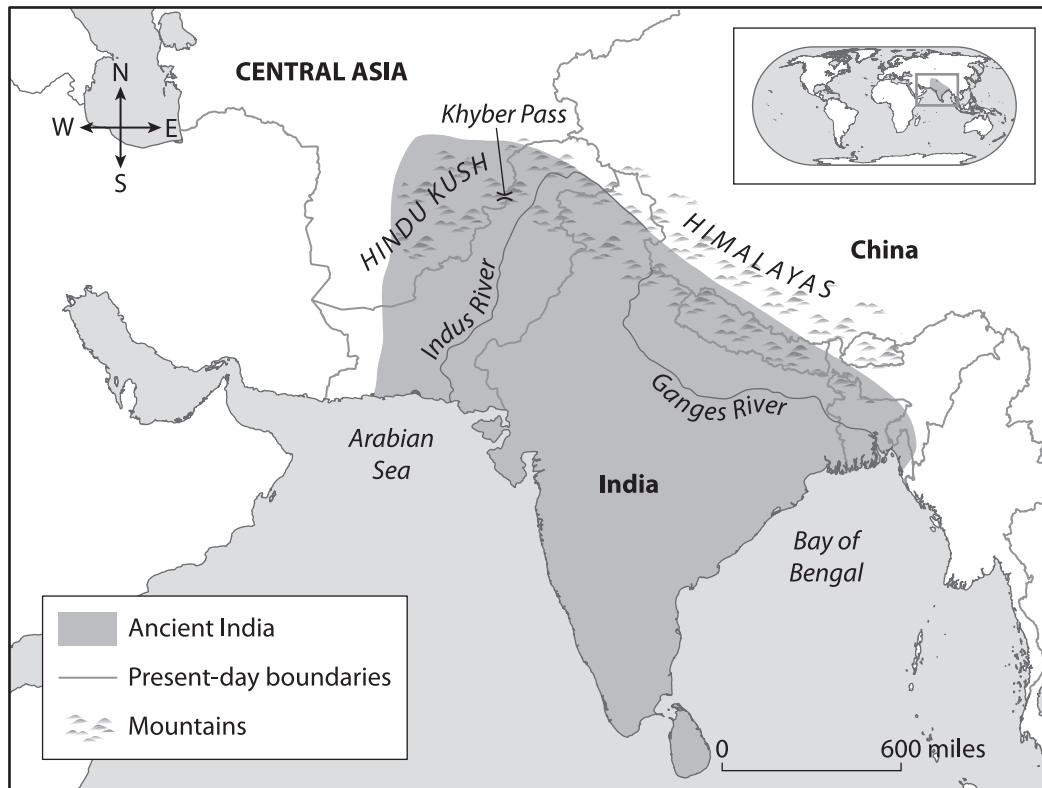 CENTRAL ASIA
N
W
E
S
Khyber Pass
HINDU KUSH
HIMALAYAS
China
Indus River
Ganges River
Arabian
Sea
India
Bay of
Bengal
Ancient India
Present-day boundaries
Mountains
0
600 miles